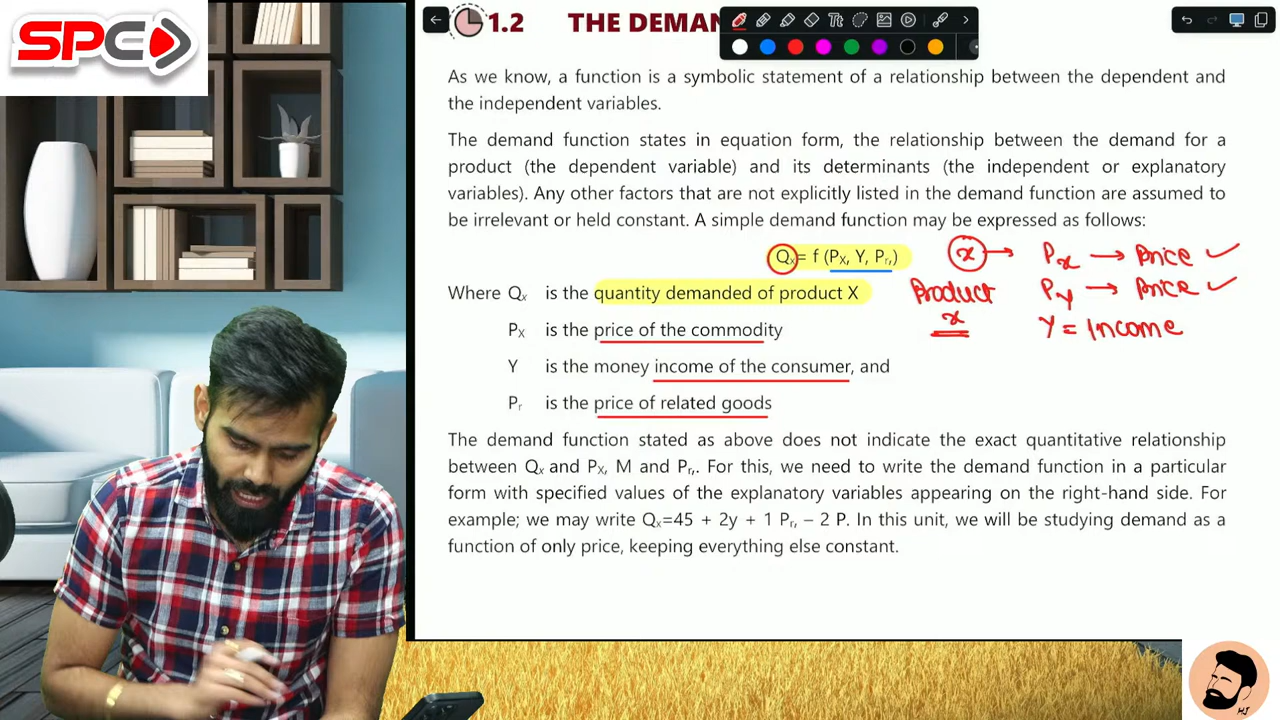 SPC
1.2 THE DEMAN
As we know, a function is a symbolic statement of a relationship between the dependent and
the independent variables.
The demand function states in equation form, the relationship between the demand for a
product (the dependent variable) and its determinants (the independent or explanatory
variables). Any other factors that are not explicitly listed in the demand function are assumed to
be irrelevant or held constant. A simple demand function may be expressed as follows:
Qx= f (PX, Y, Pr,)
x → Px → Price ✓
Where Qx is the quantity demanded of product X
Product x
Py → Price ✓
PX is the price of the commodity
Y = Income
Y is the money income of the consumer, and
Pr is the price of related goods
The demand function stated as above does not indicate the exact quantitative relationship
between Qx and PX, M and Pr,. For this, we need to write the demand function in a particular
form with specified values of the explanatory variables appearing on the right-hand side. For
example; we may write Qx=45 + 2y + 1 Pr, – 2 P. In this unit, we will be studying demand as a
function of only price, keeping everything else constant.
HJ